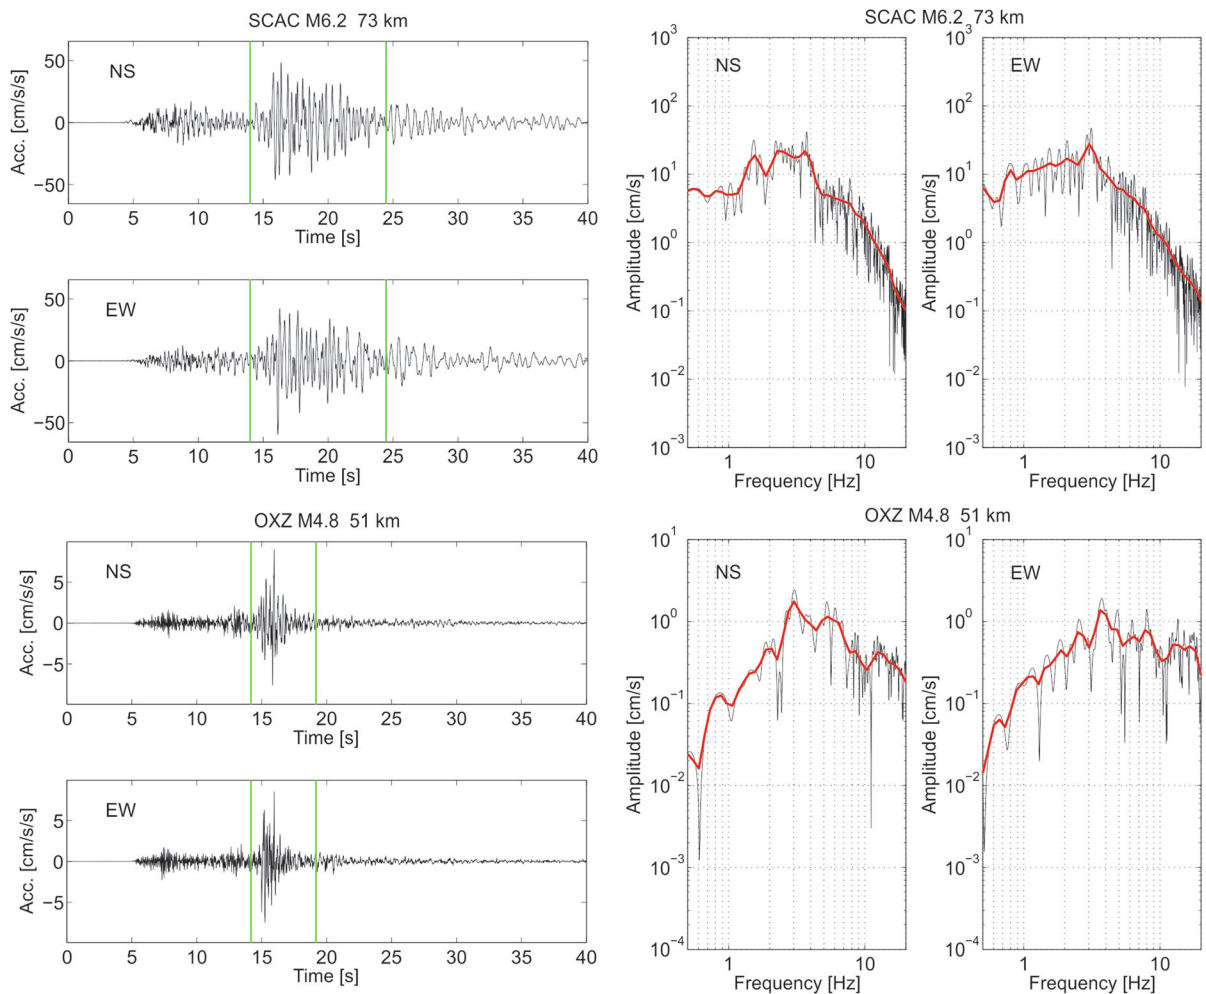 SCAC M6.2 73 km
NS
Acc. [cm/s/s]
50
0
−50
0 5 10 15 20 25 30 35 40
Time [s]
EW
Acc. [cm/s/s]
50
0
−50
0 5 10 15 20 25 30 35 40
Time [s]
SCAC M6.2 73 km
NS
Amplitude [cm/s]
10³
10²
10¹
10⁰
10⁻¹
10⁻²
10⁻³
1 10
Frequency [Hz]
EW
Amplitude [cm/s]
10³
10²
10¹
10⁰
10⁻¹
10⁻²
10⁻³
1 10
Frequency [Hz]
OXZ M4.8 51 km
NS
Acc. [cm/s/s]
5
0
−5
0 5 10 15 20 25 30 35 40
Time [s]
EW
Acc. [cm/s/s]
5
0
−5
0 5 10 15 20 25 30 35 40
Time [s]
OXZ M4.8 51 km
NS
Amplitude [cm/s]
10¹
10⁰
10⁻¹
10⁻²
10⁻³
10⁻⁴
1 10
Frequency [Hz]
EW
Amplitude [cm/s]
10¹
10⁰
10⁻¹
10⁻²
10⁻³
10⁻⁴
1 10
Frequency [Hz]